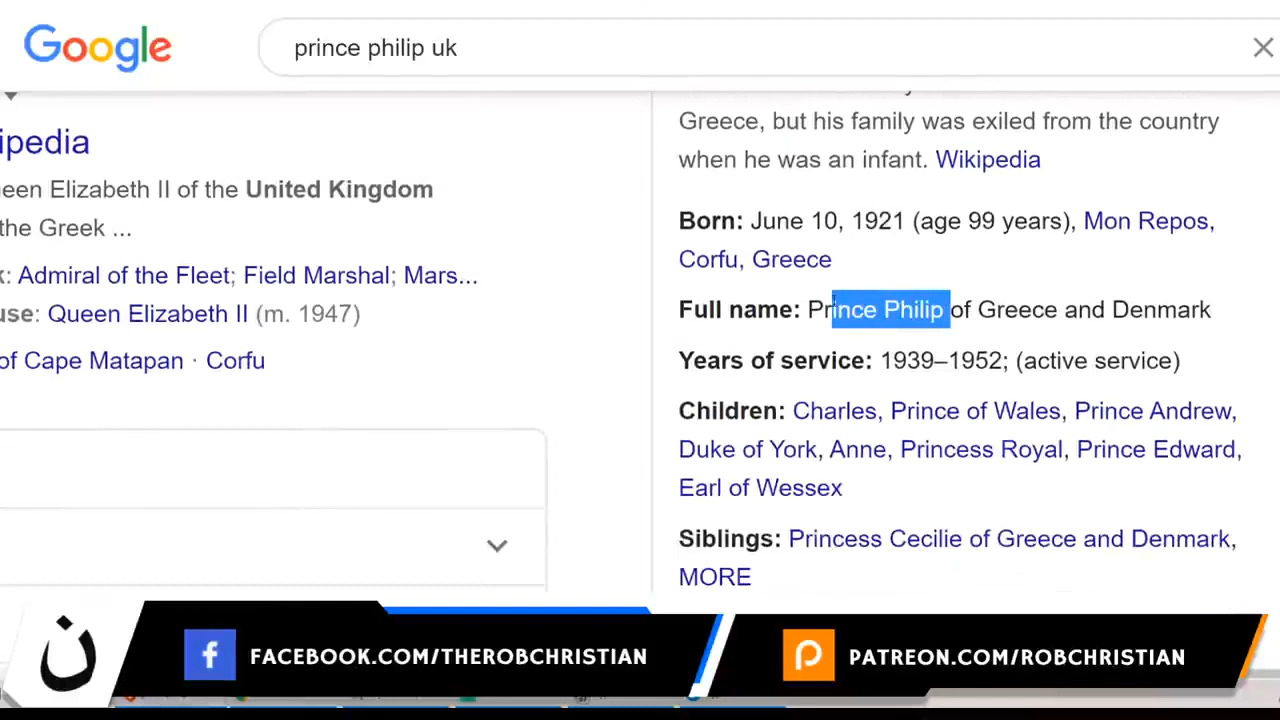 Google
prince philip uk
Greece, but his family was exiled from the country
when he was an infant. Wikipedia
ipedia
een Elizabeth II of the United Kingdom
the Greek ...
k: Admiral of the Fleet; Field Marshal; Mars...
use: Queen Elizabeth II (m. 1947)
of Cape Matapan · Corfu
Born: June 10, 1921 (age 99 years), Mon Repos,
Corfu, Greece
Full name: Prince Philip of Greece and Denmark
Years of service: 1939–1952; (active service)
Children: Charles, Prince of Wales, Prince Andrew,
Duke of York, Anne, Princess Royal, Prince Edward,
Earl of Wessex
Siblings: Princess Cecilie of Greece and Denmark,
MORE
ن
FACEBOOK.COM/THEROBCHRISTIAN
PATREON.COM/ROBCHRISTIAN